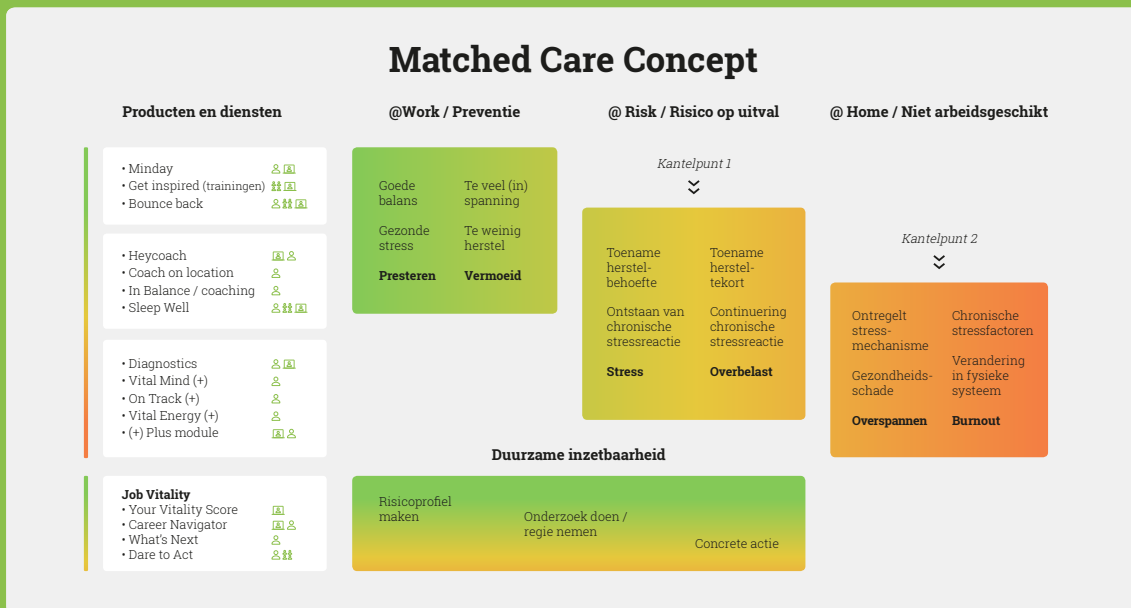 Matched Care Concept
Producten en diensten
@Work / Preventie
@ Risk / Risico op uitval
@ Home / Niet arbeidsgeschikt
• Minday
• Get inspired (trainingen)
• Bounce back
• Heycoach
• Coach on location
• In Balance / coaching
• Sleep Well
• Diagnostics
• Vital Mind (+)
• On Track (+)
• Vital Energy (+)
• (+) Plus module
Job Vitality
• Your Vitality Score
• Career Navigator
• What's Next
• Dare to Act
Goede
balans
Gezonde
stress
Presteren
Te veel (in)
spanning
Te weinig
herstel
Vermoeid
Kantelpunt 1
Toename
herstel-
behoefte
Ontstaan van
chronische
stressreactie
Stress
Toename
herstel-
tekort
Continuering
chronische
stressreactie
Overbelast
Kantelpunt 2
Ontregelt
stress-
mechanisme
Gezondheids-
schade
Overspannen
Chronische
stressfactoren
Verandering
in fysieke
systeem
Burnout
Duurzame inzetbaarheid
Risicoprofiel
maken
Onderzoek doen /
regie nemen
Concrete actie